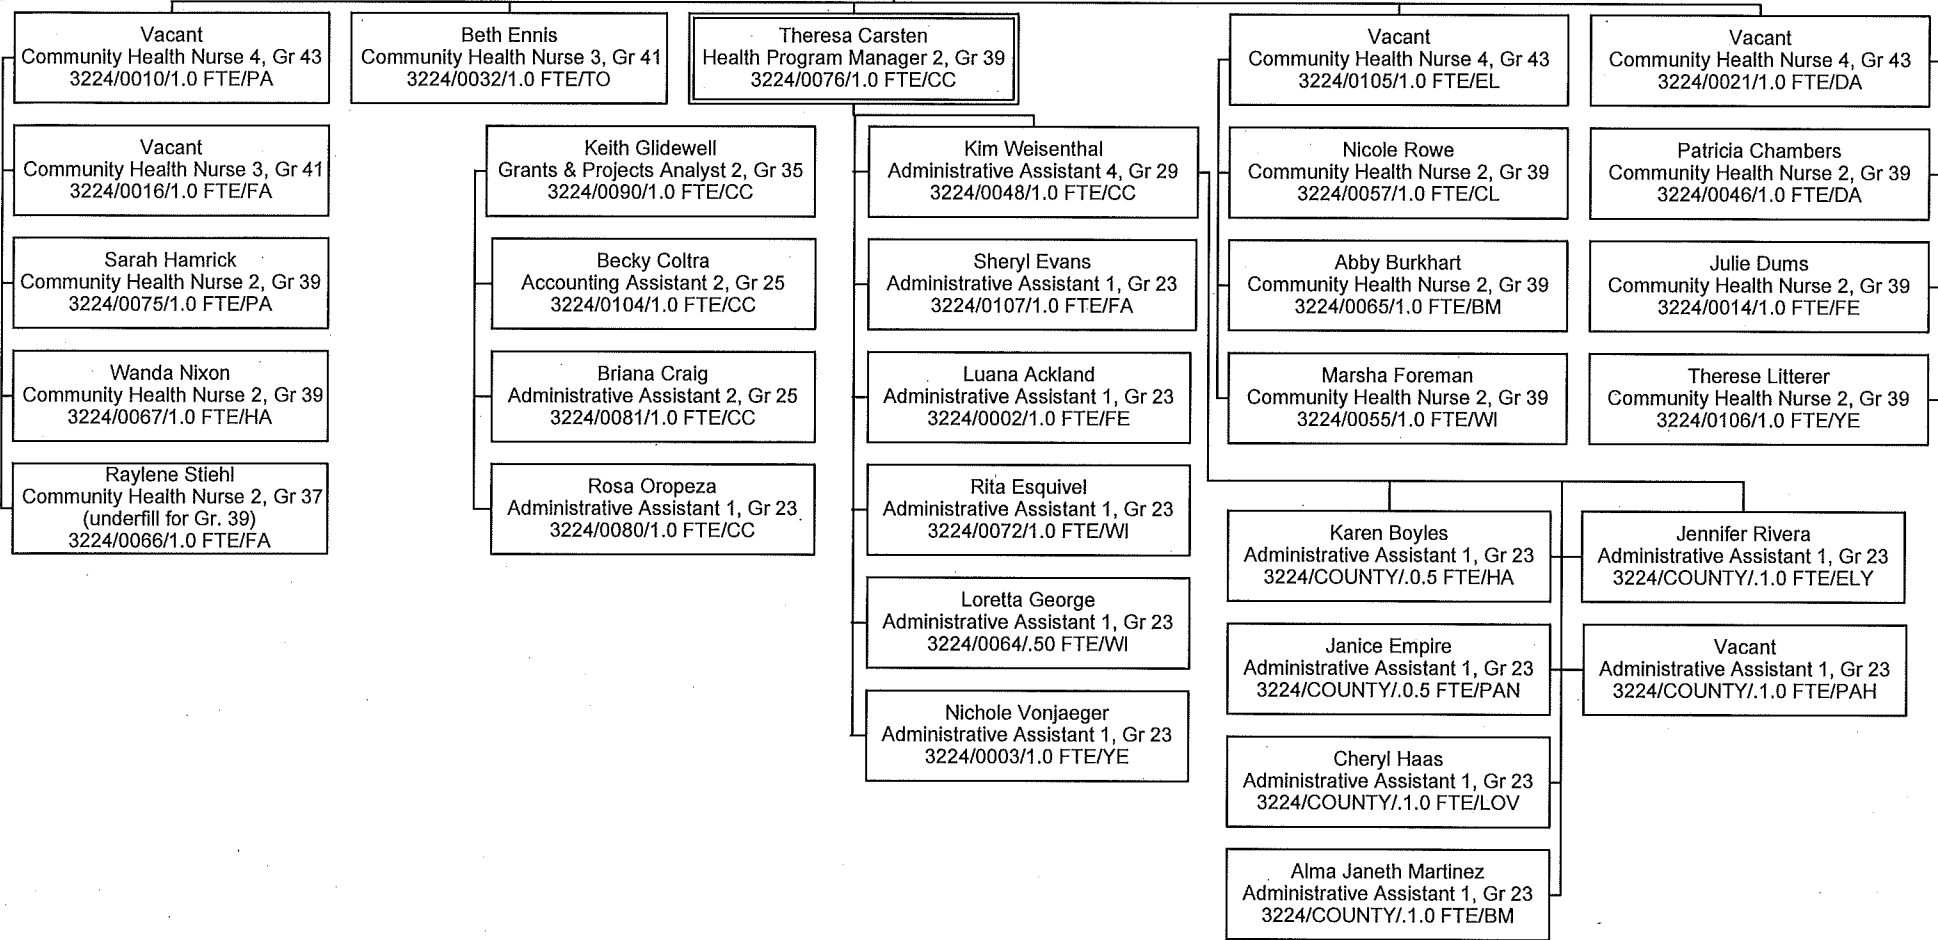 Vacant
Community Health Nurse 4, Gr 43
3224/0010/1.0 FTE/PA
Beth Ennis
Community Health Nurse 3, Gr 41
3224/0032/1.0 FTE/TO
Theresa Carsten
Health Program Manager 2, Gr 39
3224/0076/1.0 FTE/CC
Vacant
Community Health Nurse 4, Gr 43
3224/0105/1.0 FTE/EL
Vacant
Community Health Nurse 4, Gr 43
3224/0021/1.0 FTE/DA
Vacant
Community Health Nurse 3, Gr 41
3224/0016/1.0 FTE/FA
Sarah Hamrick
Community Health Nurse 2, Gr 39
3224/0075/1.0 FTE/PA
Wanda Nixon
Community Health Nurse 2, Gr 39
3224/0067/1.0 FTE/HA
Raylene Stiehl
Community Health Nurse 2, Gr 37
(underfill for Gr. 39)
3224/0066/1.0 FTE/FA
Keith Glidewell
Grants & Projects Analyst 2, Gr 35
3224/0090/1.0 FTE/CC
Becky Coltra
Accounting Assistant 2, Gr 25
3224/0104/1.0 FTE/CC
Briana Craig
Administrative Assistant 2, Gr 25
3224/0081/1.0 FTE/CC
Rosa Oropeza
Administrative Assistant 1, Gr 23
3224/0080/1.0 FTE/CC
Kim Weisenthal
Administrative Assistant 4, Gr 29
3224/0048/1.0 FTE/CC
Sheryl Evans
Administrative Assistant 1, Gr 23
3224/0107/1.0 FTE/FA
Luana Ackland
Administrative Assistant 1, Gr 23
3224/0002/1.0 FTE/FE
Rita Esquivel
Administrative Assistant 1, Gr 23
3224/0072/1.0 FTE/WI
Loretta George
Administrative Assistant 1, Gr 23
3224/0064/.50 FTE/WI
Nichole Vonjaeger
Administrative Assistant 1, Gr 23
3224/0003/1.0 FTE/YE
Nicole Rowe
Community Health Nurse 2, Gr 39
3224/0057/1.0 FTE/CL
Abby Burkhart
Community Health Nurse 2, Gr 39
3224/0065/1.0 FTE/BM
Marsha Foreman
Community Health Nurse 2, Gr 39
3224/0055/1.0 FTE/WI
Patricia Chambers
Community Health Nurse 2, Gr 39
3224/0046/1.0 FTE/DA
Julie Dums
Community Health Nurse 2, Gr 39
3224/0014/1.0 FTE/FE
Therese Litterer
Community Health Nurse 2, Gr 39
3224/0106/1.0 FTE/YE
Karen Boyles
Administrative Assistant 1, Gr 23
3224/COUNTY/.0.5 FTE/HA
Janice Empire
Administrative Assistant 1, Gr 23
3224/COUNTY/.0.5 FTE/PAN
Cheryl Haas
Administrative Assistant 1, Gr 23
3224/COUNTY/.1.0 FTE/LOV
Alma Janeth Martinez
Administrative Assistant 1, Gr 23
3224/COUNTY/.1.0 FTE/BM
Jennifer Rivera
Administrative Assistant 1, Gr 23
3224/COUNTY/.1.0 FTE/ELY
Vacant
Administrative Assistant 1, Gr 23
3224/COUNTY/.1.0 FTE/PAH